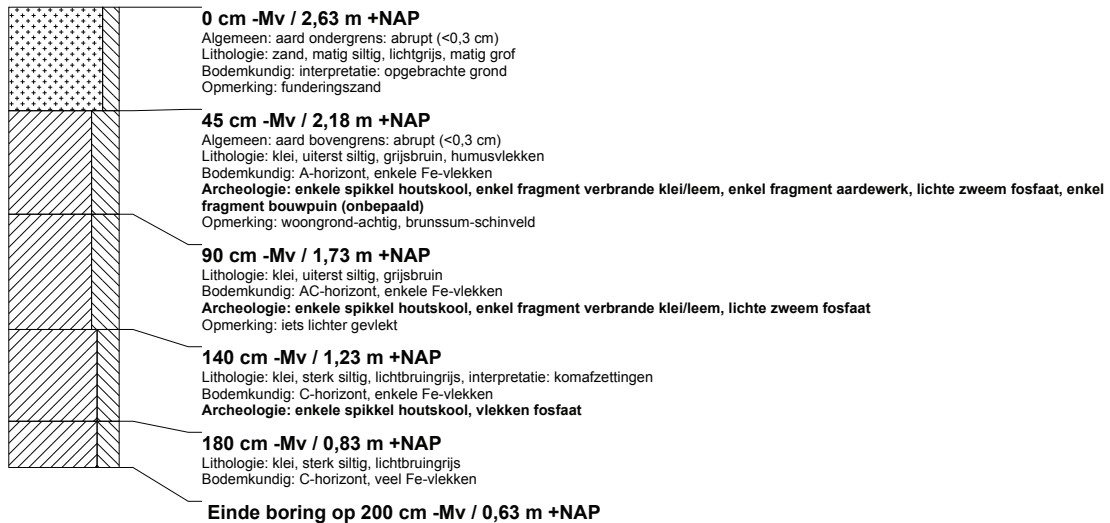 0 cm -Mv / 2,63 m +NAP
Algemeen: aard ondergrens: abrupt (<0,3 cm)
Lithologie: zand, matig siltig, lichtgrijs, matig grof
Bodemkundig: interpretatie: opgebrachte grond
Opmerking: funderingszand
45 cm -Mv / 2,18 m +NAP
Algemeen: aard bovengrens: abrupt (<0,3 cm)
Lithologie: klei, uiterst siltig, grijsbruin, humusvlekken
Bodemkundig: A-horizont, enkele Fe-vlekken
Archeologie: enkele spikkel houtskool, enkel fragment verbrande klei/leem, enkel fragment aardewerk, lichte zweem fosfaat, enkel
fragment bouwpuin (onbepaald)
Opmerking: woongrond-achtig, brunssum-schinveld
90 cm -Mv / 1,73 m +NAP
Lithologie: klei, uiterst siltig, grijsbruin
Bodemkundig: AC-horizont, enkele Fe-vlekken
Archeologie: enkele spikkel houtskool, enkel fragment verbrande klei/leem, lichte zweem fosfaat
Opmerking: iets lichter gevlekt
140 cm -Mv / 1,23 m +NAP
Lithologie: klei, sterk siltig, lichtbruingrijs, interpretatie: komafzettingen
Bodemkundig: C-horizont, enkele Fe-vlekken
Archeologie: enkele spikkel houtskool, vlekken fosfaat
180 cm -Mv / 0,83 m +NAP
Lithologie: klei, sterk siltig, lichtbruingrijs
Bodemkundig: C-horizont, veel Fe-vlekken
Einde boring op 200 cm -Mv / 0,63 m +NAP